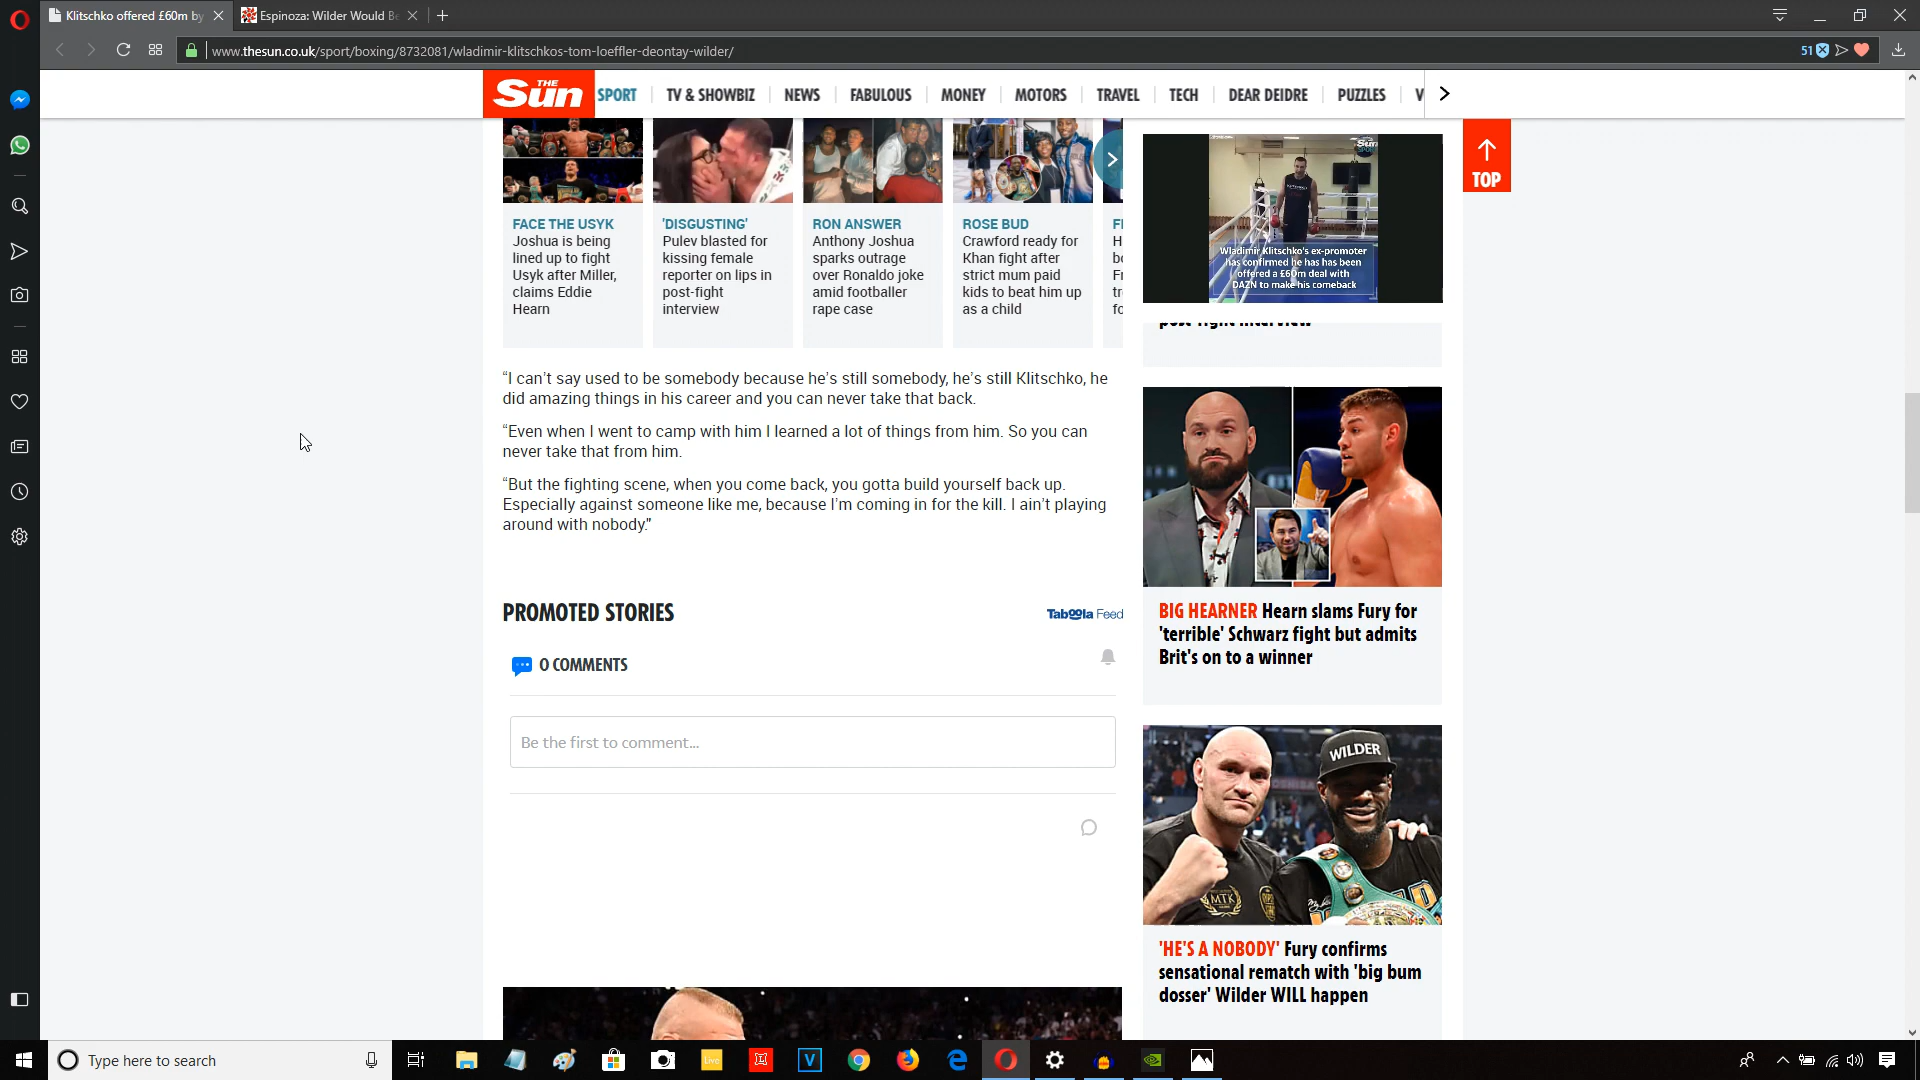 Klitschko offered £60m by
Espinoza: Wilder Would Be
www.thesun.co.uk/sport/boxing/8732081/wladimir-klitschkos-tom-loeffler-deontay-wilder/
51
THE Sun
SPORT
TV & SHOWBIZ
NEWS
FABULOUS
MONEY
MOTORS
TRAVEL
TECH
DEAR DEIDRE
PUZZLES
V
FACE THE USYK
Joshua is being
lined up to fight
Usyk after Miller,
claims Eddie
Hearn
'DISGUSTING'
Pulev blasted for
kissing female
reporter on lips in
post-fight
interview
RON ANSWER
Anthony Joshua
sparks outrage
over Ronaldo joke
amid footballer
rape case
ROSE BUD
Crawford ready for
Khan fight after
strict mum paid
kids to beat him up
as a child
Wladimir Klitschko's ex-promoter
has confirmed he has has been
offered a £60m deal with
DAZN to make his comeback
TOP
post-fight interview
“I can’t say used to be somebody because he’s still somebody, he’s still Klitschko, he
did amazing things in his career and you can never take that back.
“Even when I went to camp with him I learned a lot of things from him. So you can
never take that from him.
“But the fighting scene, when you come back, you gotta build yourself back up.
Especially against someone like me, because I’m coming in for the kill. I ain’t playing
around with nobody.”
PROMOTED STORIES
Taboola Feed
0 COMMENTS
Be the first to comment...
BIG HEARNER Hearn slams Fury for
'terrible' Schwarz fight but admits
Brit's on to a winner
WILDER
MTK
'HE'S A NOBODY' Fury confirms
sensational rematch with 'big bum
dosser' Wilder WILL happen
Type here to search